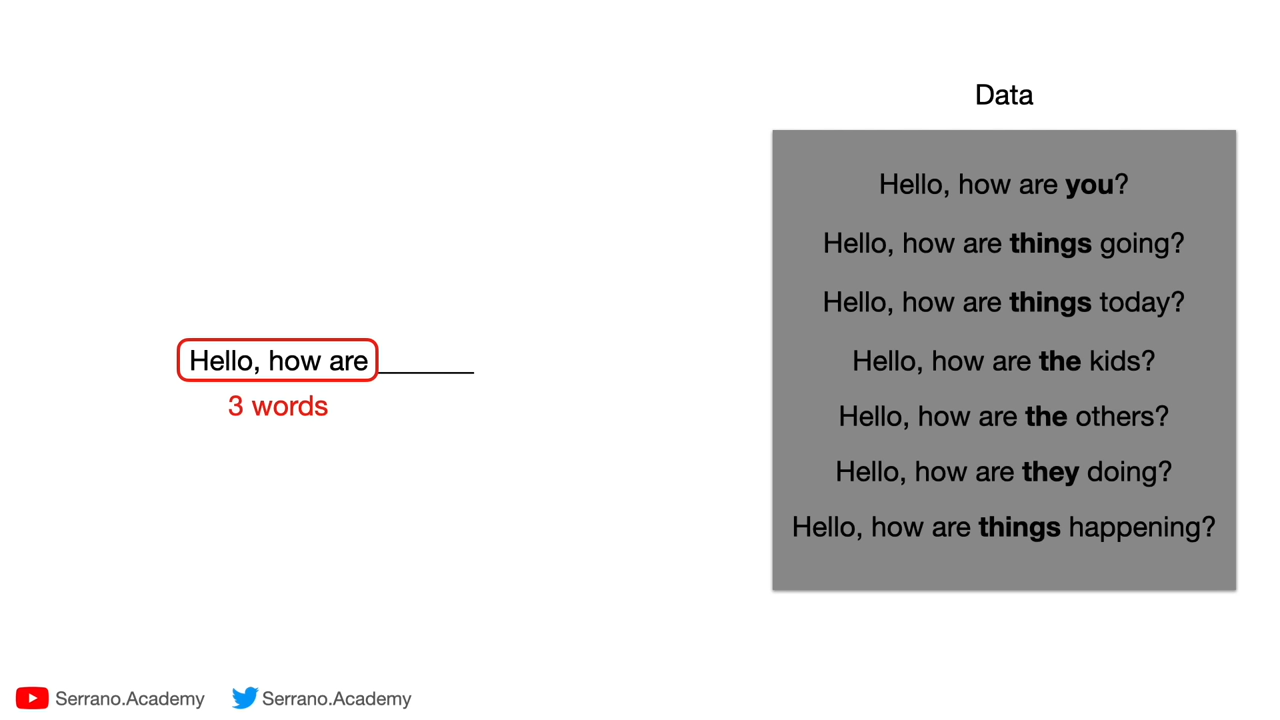 Data
Hello, how are you?
Hello, how are things going?
Hello, how are things today?
Hello, how are the kids?
Hello, how are the others?
Hello, how are they doing?
Hello, how are things happening?
Hello, how are ______
3 words
Serrano.Academy
Serrano.Academy